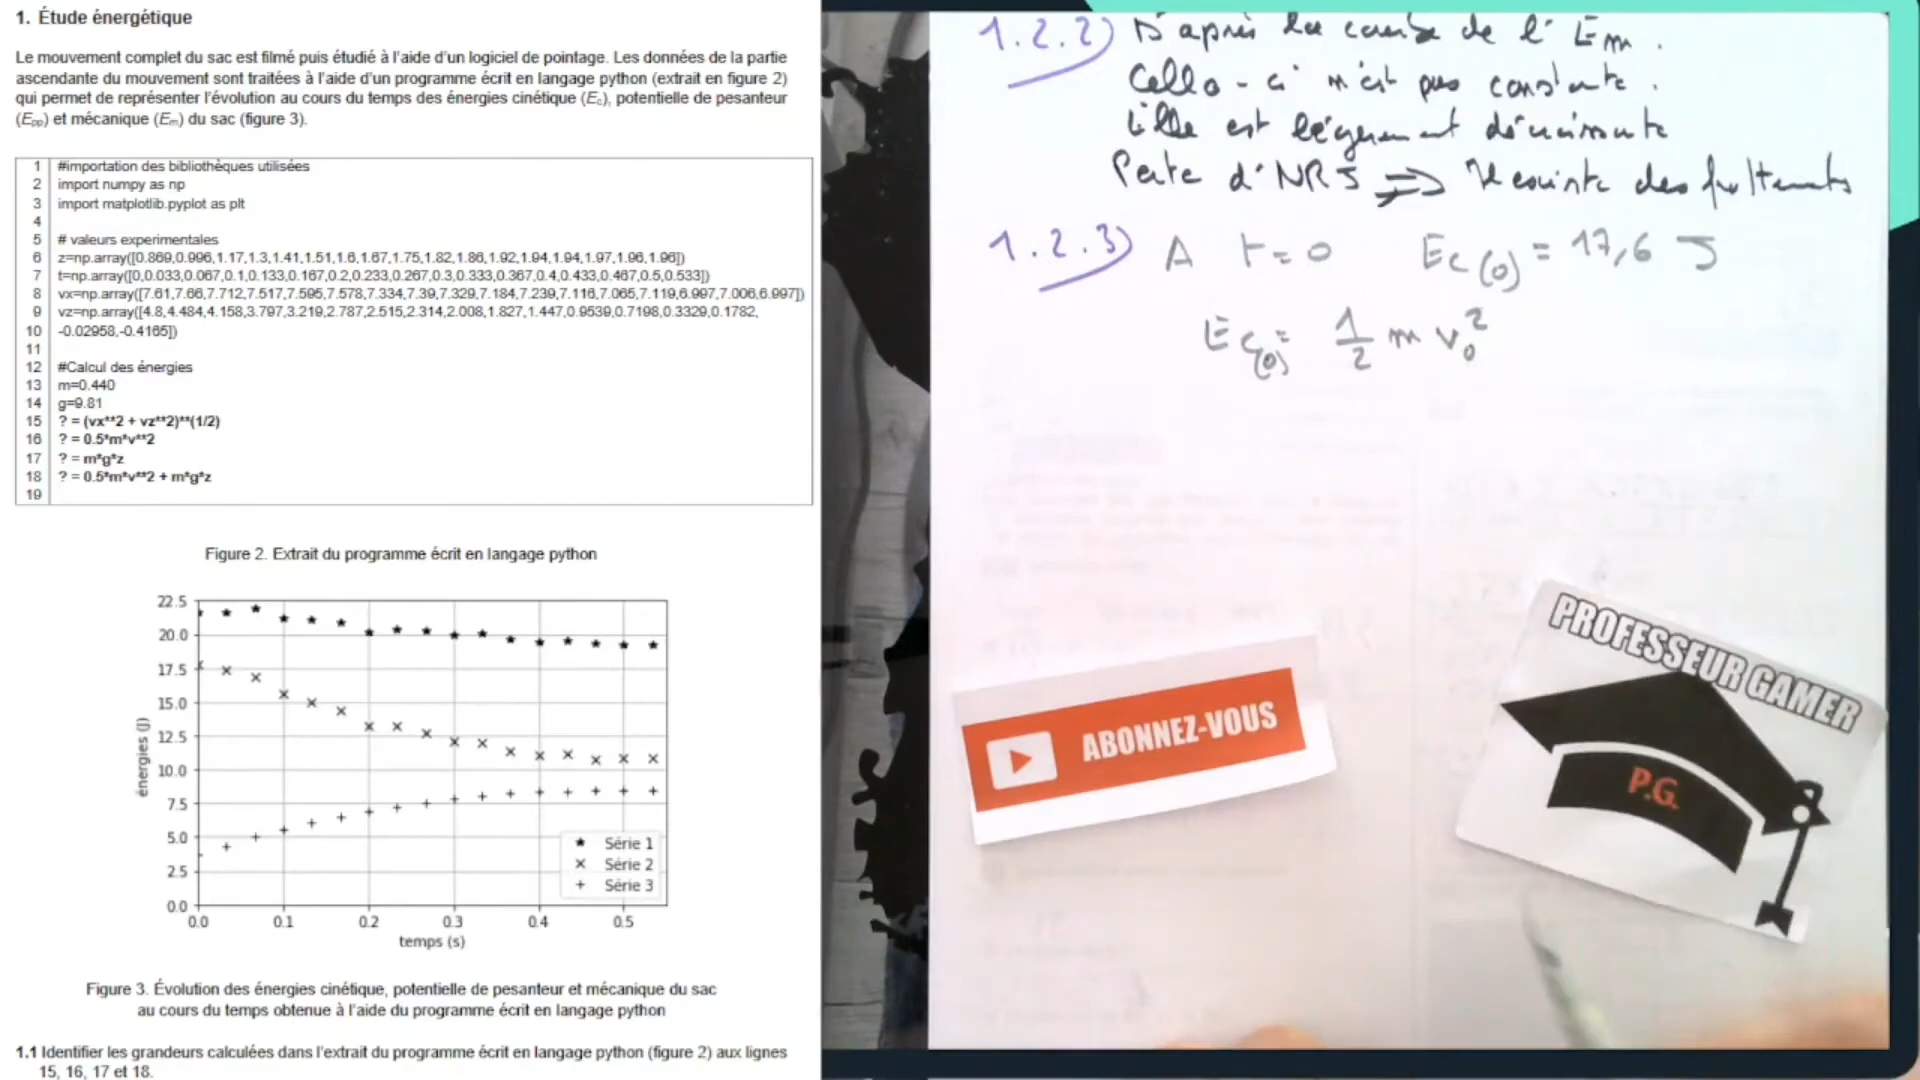 1. Étude énergétique
Le mouvement complet du sac est filmé puis étudié à l'aide d'un logiciel de pointage. Les données de la partie
ascendante du mouvement sont traitées à l'aide d'un programme écrit en langage python (extrait en figure 2)
qui permet de représenter l'évolution au cours du temps des énergies cinétique (Ec), potentielle de pesanteur
(Epp) et mécanique (Em) du sac (figure 3).
1 #importation des bibliothèques utilisées
2 import numpy as np
3 import matplotlib.pyplot as plt
4
5 # valeurs experimentales
6 z=np.array([0.869,0.996,1.17,1.3,1.41,1.51,1.6,1.67,1.75,1.82,1.86,1.92,1.94,1.94,1.97,1.96,1.96])
7 t=np.array([0,0.033,0.067,0.1,0.133,0.167,0.2,0.233,0.267,0.3,0.333,0.367,0.4,0.433,0.467,0.5,0.533])
8 vx=np.array([7.61,7.66,7.712,7.517,7.595,7.578,7.334,7.39,7.329,7.184,7.239,7.116,7.065,7.119,6.997,7.006,6.997])
9 vz=np.array([4.8,4.484,4.158,3.797,3.219,2.787,2.515,2.314,2.008,1.827,1.447,0.9539,0.7198,0.3329,0.1782,
10 -0.02958,-0.4165])
11
12 #Calcul des énergies
13 m=0.440
14 g=9.81
15 ? = (vx**2 + vz**2)**(1/2)
16 ? = 0.5*m*v**2
17 ? = m*g*z
18 ? = 0.5*m*v**2 + m*g*z
19
Figure 2. Extrait du programme écrit en langage python
22.5
20.0
17.5
15.0
12.5
10.0
7.5
5.0
2.5
0.0
énergies (J)
Série 1
Série 2
Série 3
0.0 0.1 0.2 0.3 0.4 0.5
temps (s)
Figure 3. Évolution des énergies cinétique, potentielle de pesanteur et mécanique du sac
au cours du temps obtenue à l'aide du programme écrit en langage python
1.1 Identifier les grandeurs calculées dans l'extrait du programme écrit en langage python (figure 2) aux lignes
15, 16, 17 et 18.
1.2.2) D'après la courbe de l'Em.
Celle-ci n'est pas constante.
Elle est légèrement décroissante
Perte d'NRJ => Il existe des frottements
1.2.3) A t=0 Ec(0) = 17,6 J
Ec(0) = 1/2 m v0²
ABONNEZ-VOUS
PROFESSEUR GAMER
P.G.